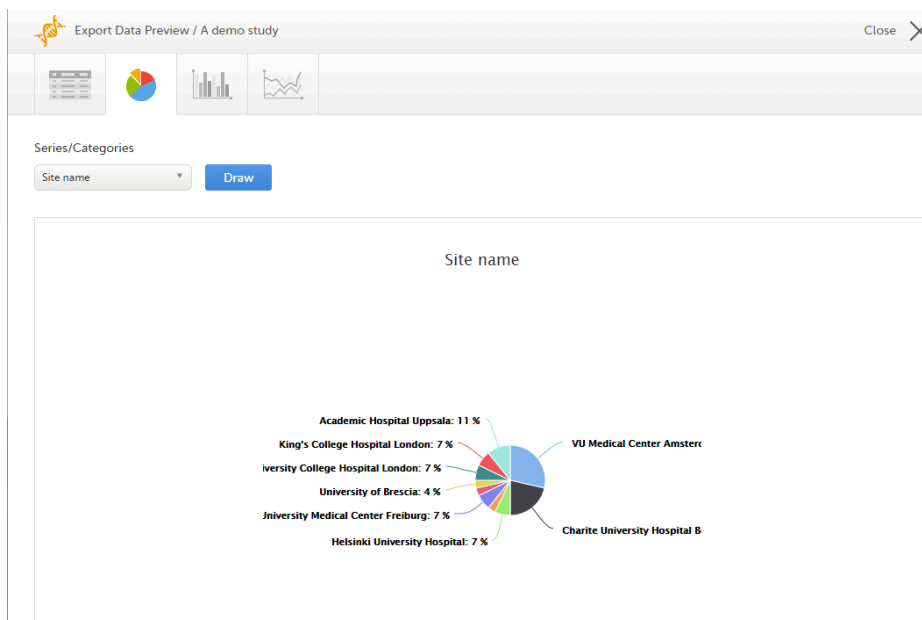 Export Data Preview / A demo study
Close
Series/Categories
Site name
Draw
Site name
Academic Hospital Uppsala: 11 %
King's College Hospital London: 7 %
iversity College Hospital London: 7 %
University of Brescia: 4 %
University Medical Center Freiburg: 7 %
Helsinki University Hospital: 7 %
VU Medical Center Amster
Charite University Hospital B